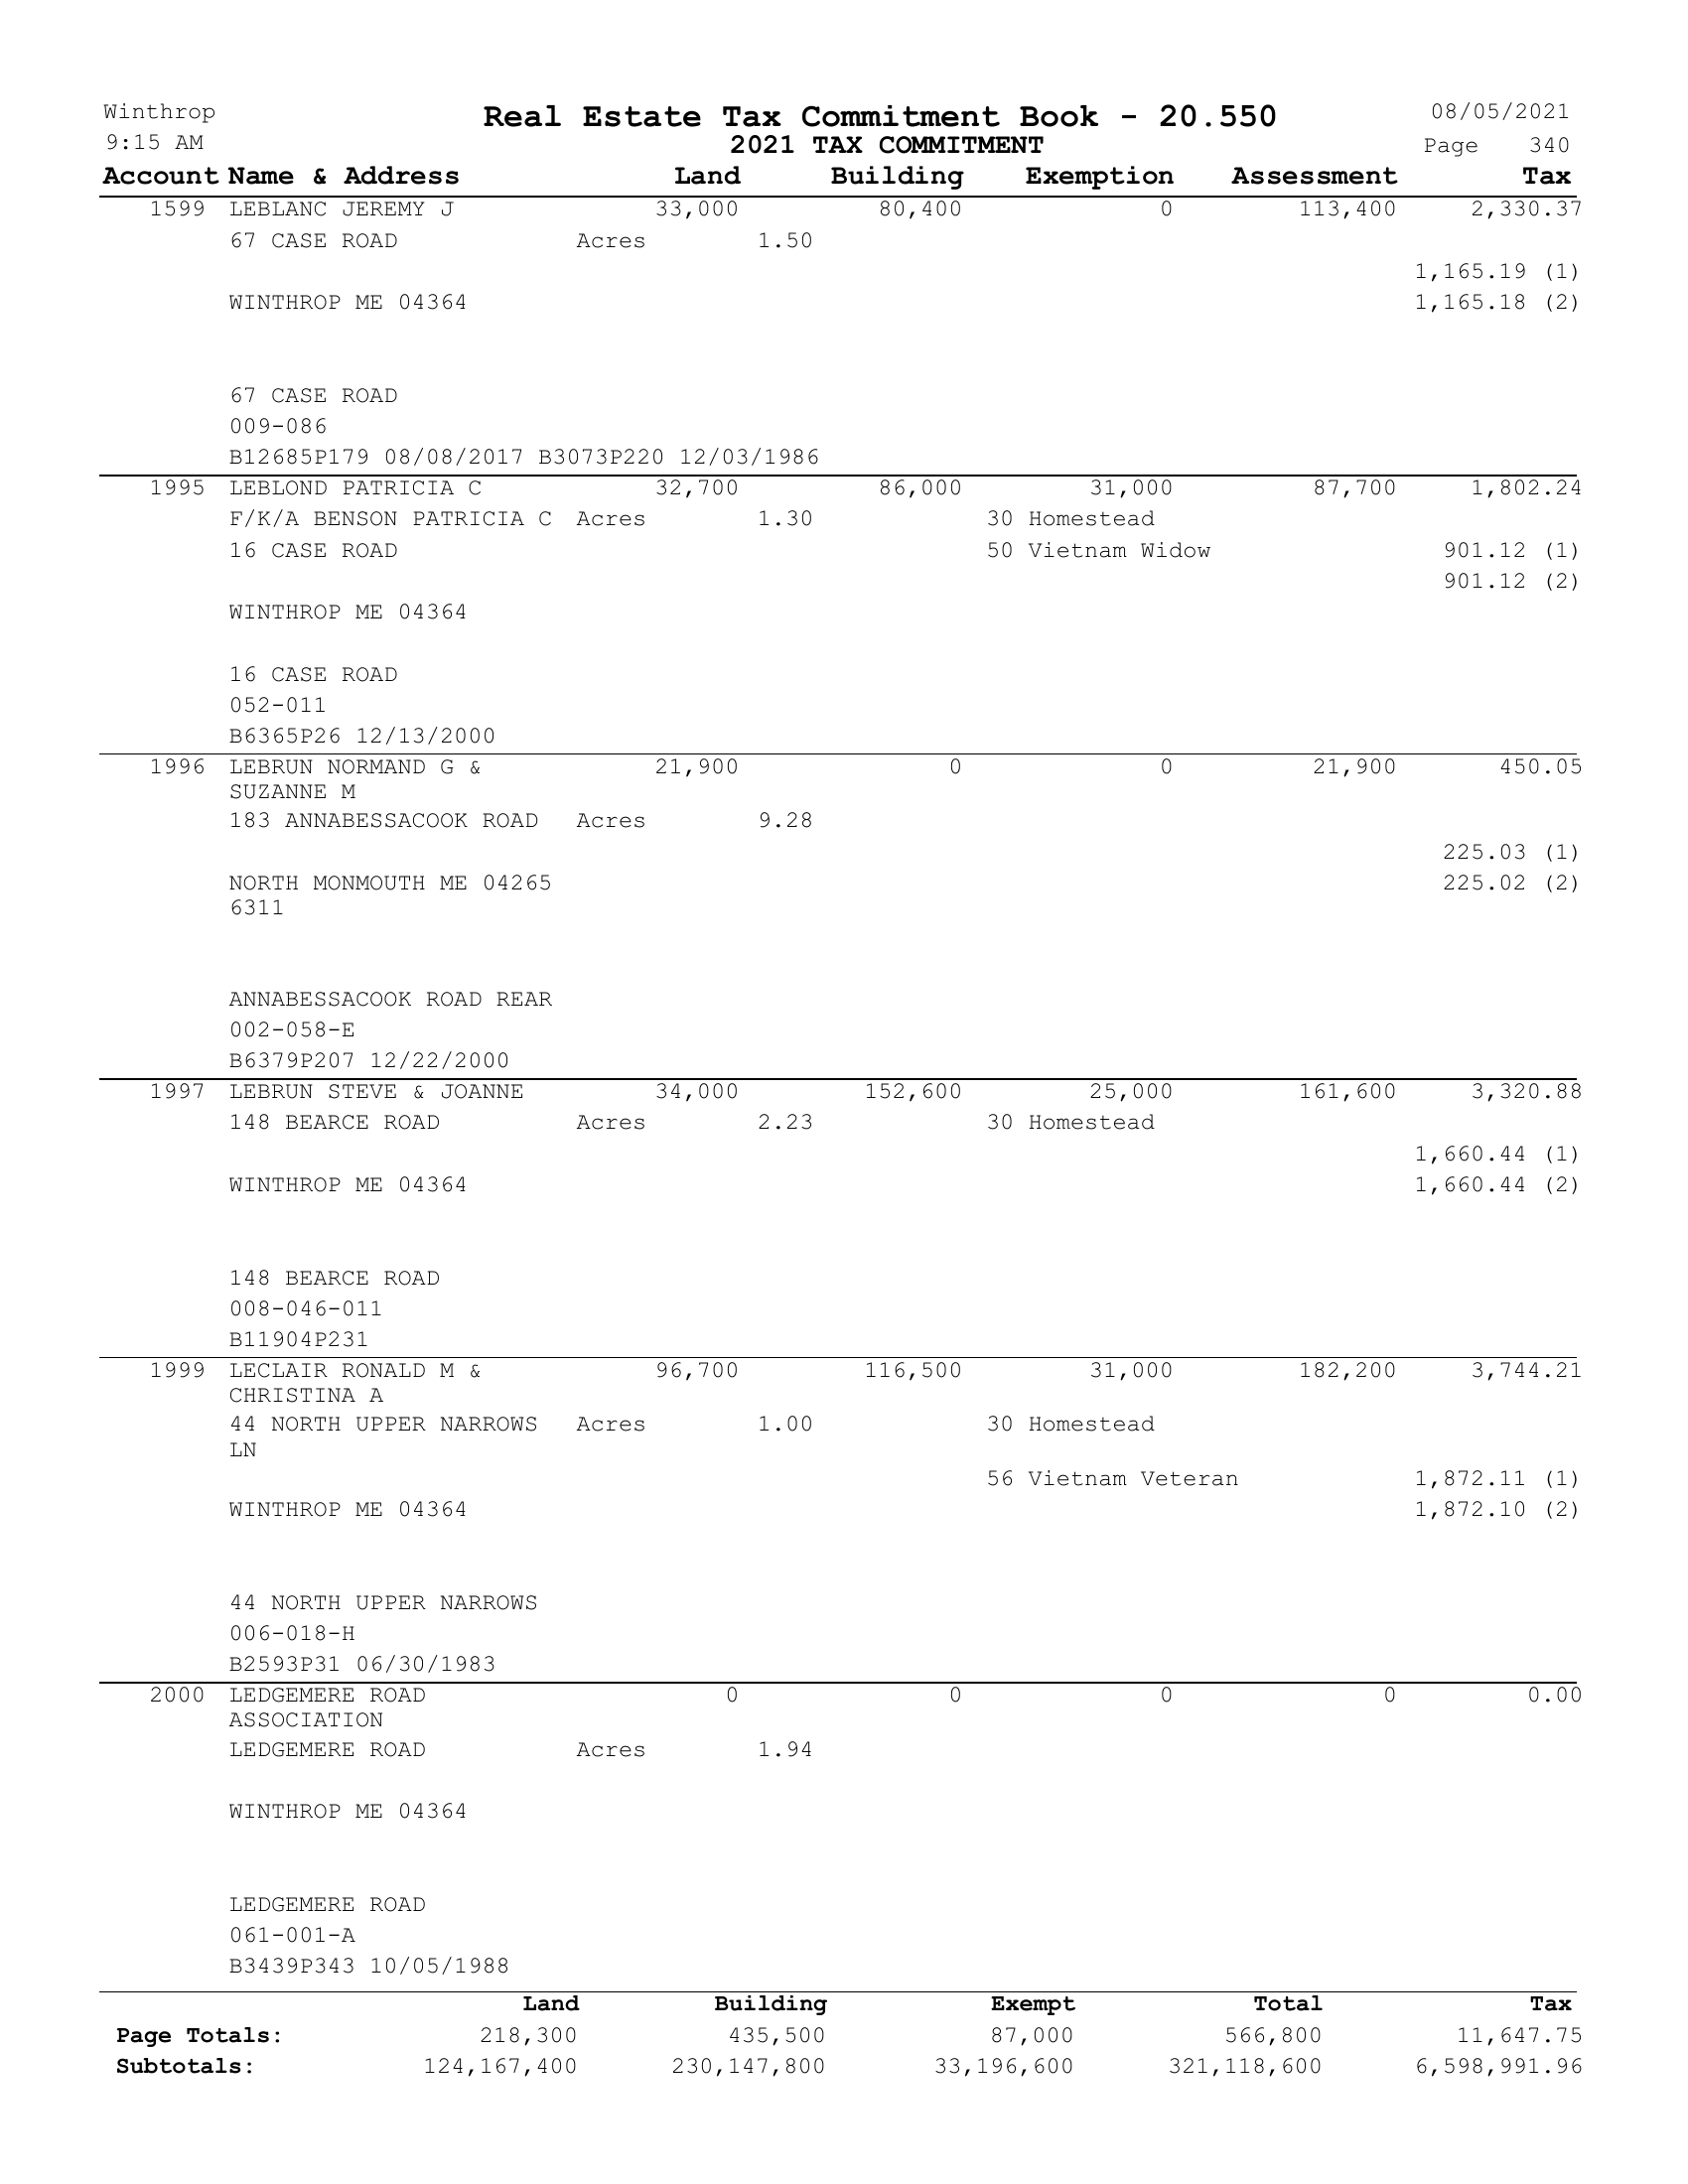 Winthrop Real Estate Tax Commitment Book - 20.550 08/05/2021
9:15 AM 2021 TAX COMMITMENT Page 340
Account Name & Address Land Building Exemption Assessment Tax
1599 LEBLANC JEREMY J 33,000 80,400 0 113,400 2,330.37
67 CASE ROAD Acres 1.50
1,165.19 (1)
WINTHROP ME 04364 1,165.18 (2)
67 CASE ROAD
009-086
B12685P179 08/08/2017 B3073P220 12/03/1986
1995 LEBLOND PATRICIA C 32,700 86,000 31,000 87,700 1,802.24
F/K/A BENSON PATRICIA C Acres 1.30 30 Homestead
16 CASE ROAD 50 Vietnam Widow 901.12 (1)
901.12 (2)
WINTHROP ME 04364
16 CASE ROAD
052-011
B6365P26 12/13/2000
1996 LEBRUN NORMAND G & 21,900 0 0 21,900 450.05
SUZANNE M
183 ANNABESSACOOK ROAD Acres 9.28
225.03 (1)
NORTH MONMOUTH ME 04265 225.02 (2)
6311
ANNABESSACOOK ROAD REAR
002-058-E
B6379P207 12/22/2000
1997 LEBRUN STEVE & JOANNE 34,000 152,600 25,000 161,600 3,320.88
148 BEARCE ROAD Acres 2.23 30 Homestead
1,660.44 (1)
WINTHROP ME 04364 1,660.44 (2)
148 BEARCE ROAD
008-046-011
B11904P231
1999 LECLAIR RONALD M & 96,700 116,500 31,000 182,200 3,744.21
CHRISTINA A
44 NORTH UPPER NARROWS Acres 1.00 30 Homestead
LN
56 Vietnam Veteran 1,872.11 (1)
WINTHROP ME 04364 1,872.10 (2)
44 NORTH UPPER NARROWS
006-018-H
B2593P31 06/30/1983
2000 LEDGEMERE ROAD 0 0 0 0 0.00
ASSOCIATION
LEDGEMERE ROAD Acres 1.94
WINTHROP ME 04364
LEDGEMERE ROAD
061-001-A
B3439P343 10/05/1988
Land Building Exempt Total Tax
Page Totals: 218,300 435,500 87,000 566,800 11,647.75
Subtotals: 124,167,400 230,147,800 33,196,600 321,118,600 6,598,991.96